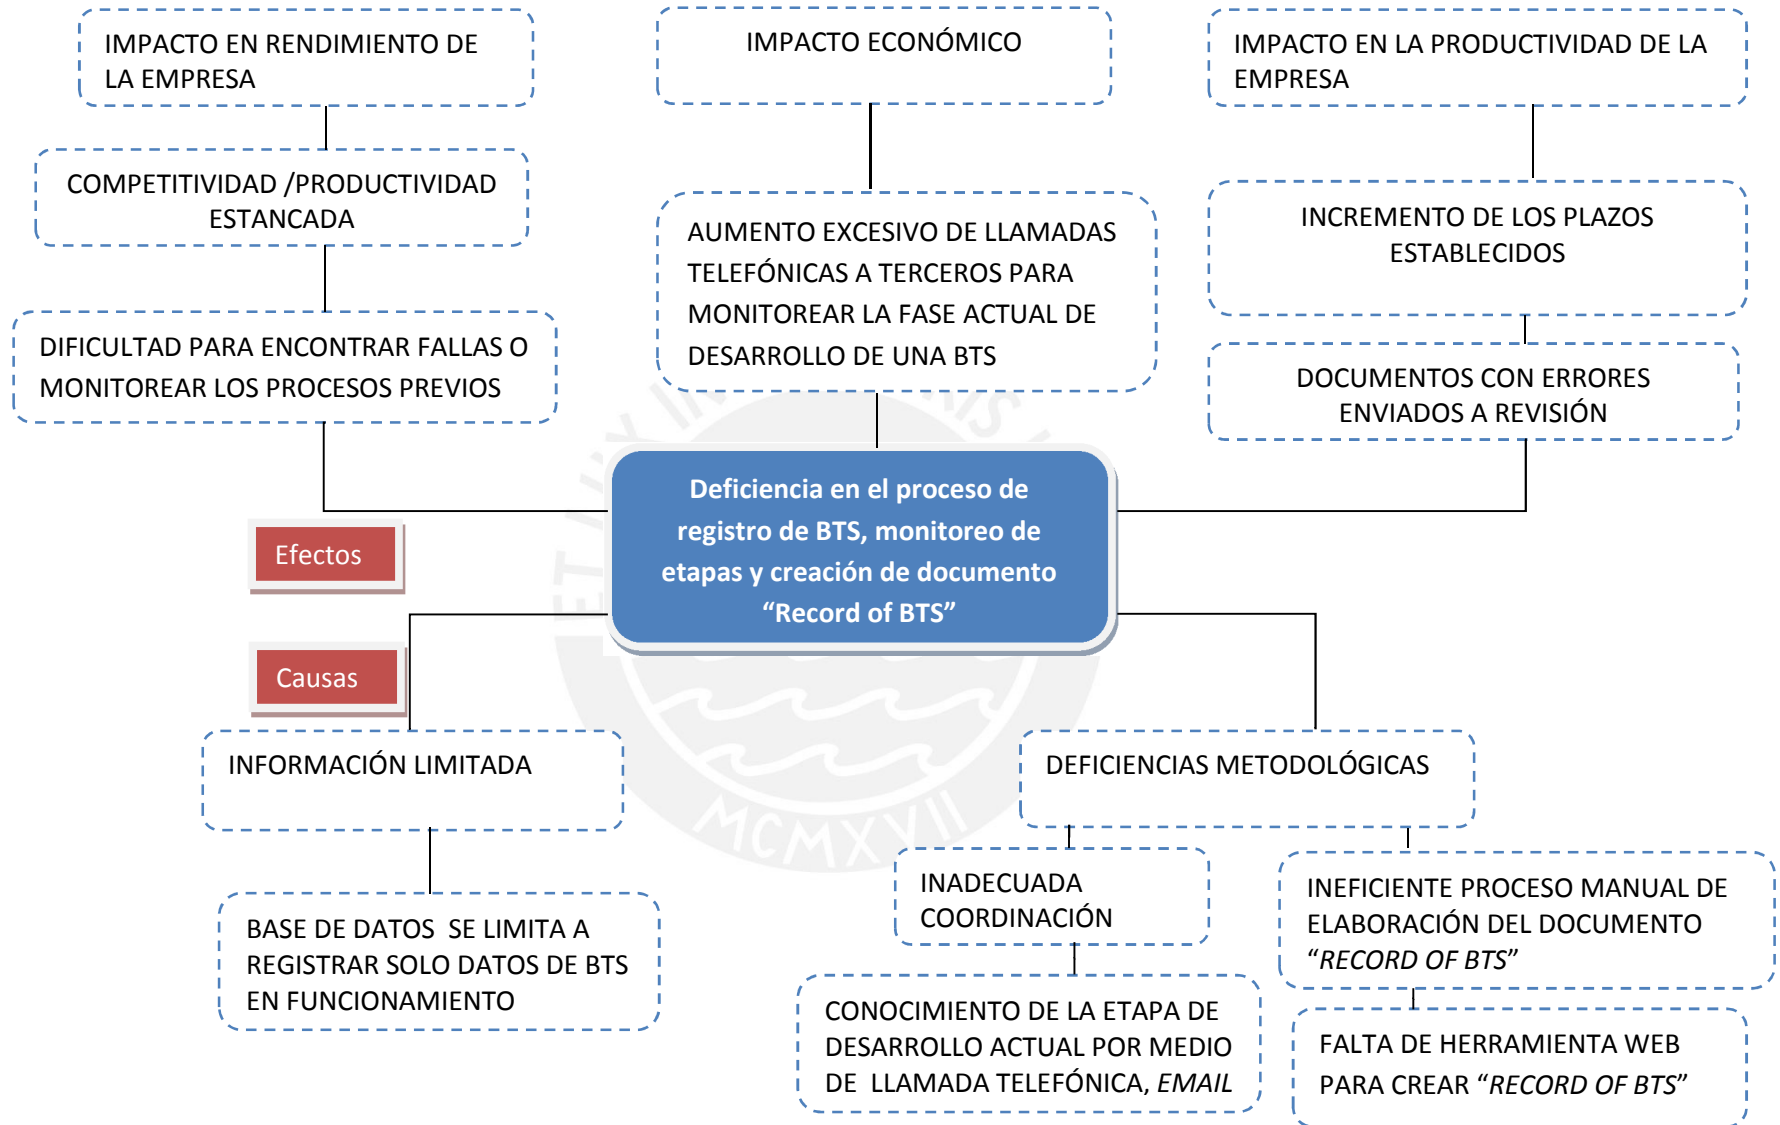 IMPACTO EN RENDIMIENTO DE
LA EMPRESA
IMPACTO ECONÓMICO
IMPACTO EN LA PRODUCTIVIDAD DE LA
EMPRESA
COMPETITIVIDAD /PRODUCTIVIDAD
ESTANCADA
AUMENTO EXCESIVO DE LLAMADAS
TELEFÓNICAS A TERCEROS PARA
MONITOREAR LA FASE ACTUAL DE
DESARROLLO DE UNA BTS
INCREMENTO DE LOS PLAZOS
ESTABLECIDOS
DIFICULTAD PARA ENCONTRAR FALLAS O
MONITOREAR LOS PROCESOS PREVIOS
DOCUMENTOS CON ERRORES
ENVIADOS A REVISIÓN
Deficiencia en el proceso de
registro de BTS, monitoreo de
etapas y creación de documento
“Record of BTS”
Efectos
Causas
INFORMACIÓN LIMITADA
DEFICIENCIAS METODOLÓGICAS
BASE DE DATOS  SE LIMITA A
REGISTRAR SOLO DATOS DE BTS
EN FUNCIONAMIENTO
INADECUADA
COORDINACIÓN
INEFICIENTE PROCESO MANUAL DE
ELABORACIÓN DEL DOCUMENTO
“RECORD OF BTS”
CONOCIMIENTO DE LA ETAPA DE
DESARROLLO ACTUAL POR MEDIO
DE  LLAMADA TELEFÓNICA, EMAIL
FALTA DE HERRAMIENTA WEB
PARA CREAR “RECORD OF BTS”
ET LUX IN
MCMXVII